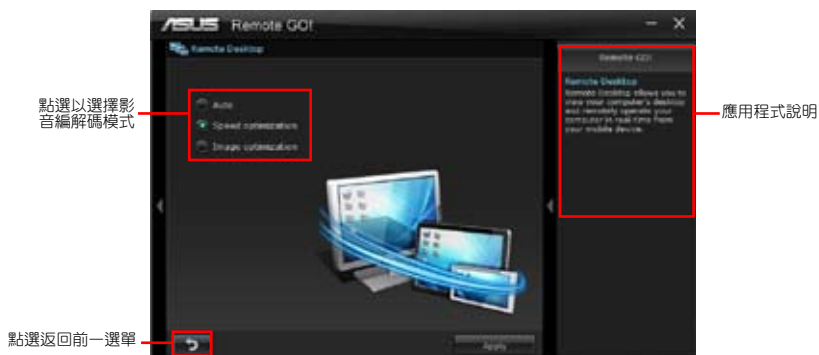 ASUS Remote GO!
Remote Desktop
Remote GO!
點選以選擇影
音編解碼模式
Auto
Speed optimization
Image optimization
Remote Desktop
Remote Desktop allows you to
view your computer's desktop
and remotely operate your
computer in real time from
your mobile device.
應用程式說明
點選返回前一選單
Apply